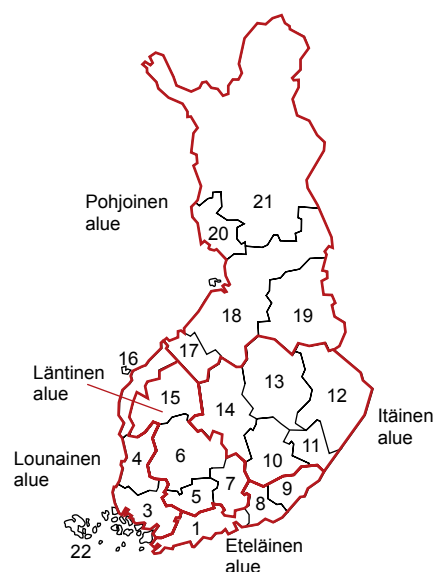 21
Pohjoinen
alue
20
18
19
17
16
Läntinen
alue
15
13
12
14
Itäinen
alue
11
10
6
4
Lounainen
alue
9
8
7
5
3
1
22
Eteläinen
alue